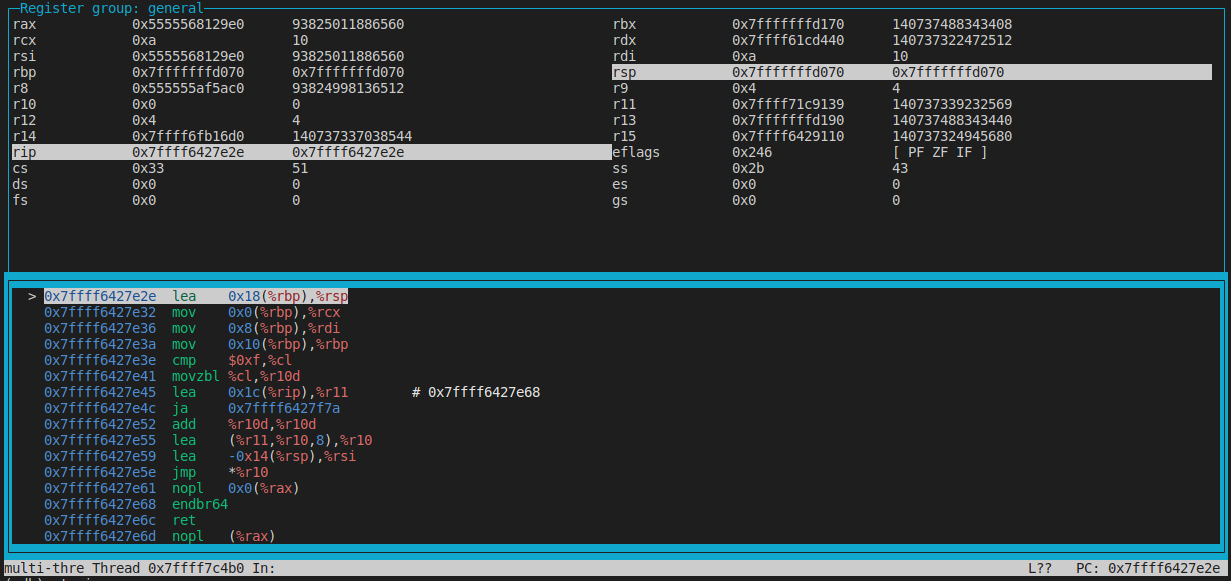 Register group: general
rax 0x5555568129e0 93825011886560 rbx 0x7fffffffd170 140737488343408
rcx 0xa 10 rdx 0x7ffff61cd440 140737322472512
rsi 0x5555568129e0 93825011886560 rdi 0xa 10
rbp 0x7fffffffd070 0x7fffffffd070 rsp 0x7fffffffd070 0x7fffffffd070
r8 0x555555af5ac0 93824998136512 r9 0x4 4
r10 0x0 0 r11 0x7ffff71c9139 140737339232569
r12 0x4 4 r13 0x7fffffffd190 140737488343440
r14 0x7ffff6fb16d0 140737337038544 r15 0x7ffff6429110 140737324945680
rip 0x7ffff6427e2e 0x7ffff6427e2e eflags 0x246 [ PF ZF IF ]
cs 0x33 51 ss 0x2b 43
ds 0x0 0 es 0x0 0
fs 0x0 0 gs 0x0 0
> 0x7ffff6427e2e lea 0x18(%rbp),%rsp
0x7ffff6427e32 mov 0x0(%rbp),%rcx
0x7ffff6427e36 mov 0x8(%rbp),%rdi
0x7ffff6427e3a mov 0x10(%rbp),%rbp
0x7ffff6427e3e cmp $0xf,%cl
0x7ffff6427e41 movzbl %cl,%r10d
0x7ffff6427e45 lea 0x1c(%rip),%r11 # 0x7ffff6427e68
0x7ffff6427e4c ja 0x7ffff6427f7a
0x7ffff6427e52 add %r10d,%r10d
0x7ffff6427e55 lea (%r11,%r10,8),%r10
0x7ffff6427e59 lea -0x14(%rsp),%rsi
0x7ffff6427e5e jmp *%r10
0x7ffff6427e61 nopl 0x0(%rax)
0x7ffff6427e68 endbr64
0x7ffff6427e6c ret
0x7ffff6427e6d nopl (%rax)
multi-thre Thread 0x7ffff7c4b0 In: L?? PC: 0x7ffff6427e2e